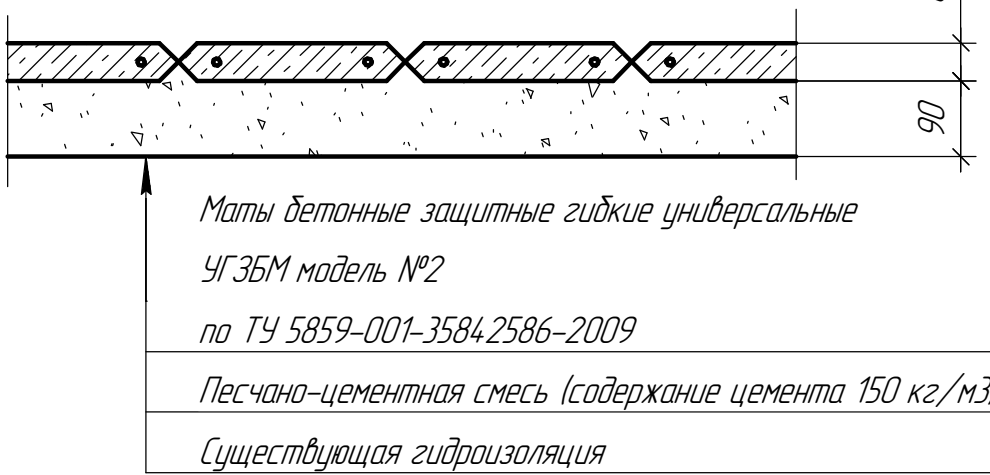 90
Маты бетонные защитные гибкие универсальные
УГЗБМ модель №2
по ТУ 5859-001-35842586-2009
Песчано-цементная смесь (содержание цемента 150 кг/м3)
Существующая гидроизоляция